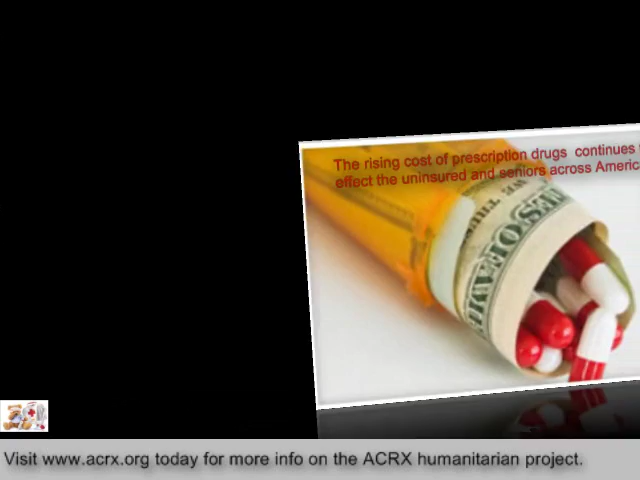 The rising cost of prescription drugs continues
effect the uninsured and seniors across Americ
Visit www.acrx.org today for more info on the ACRX humanitarian project.